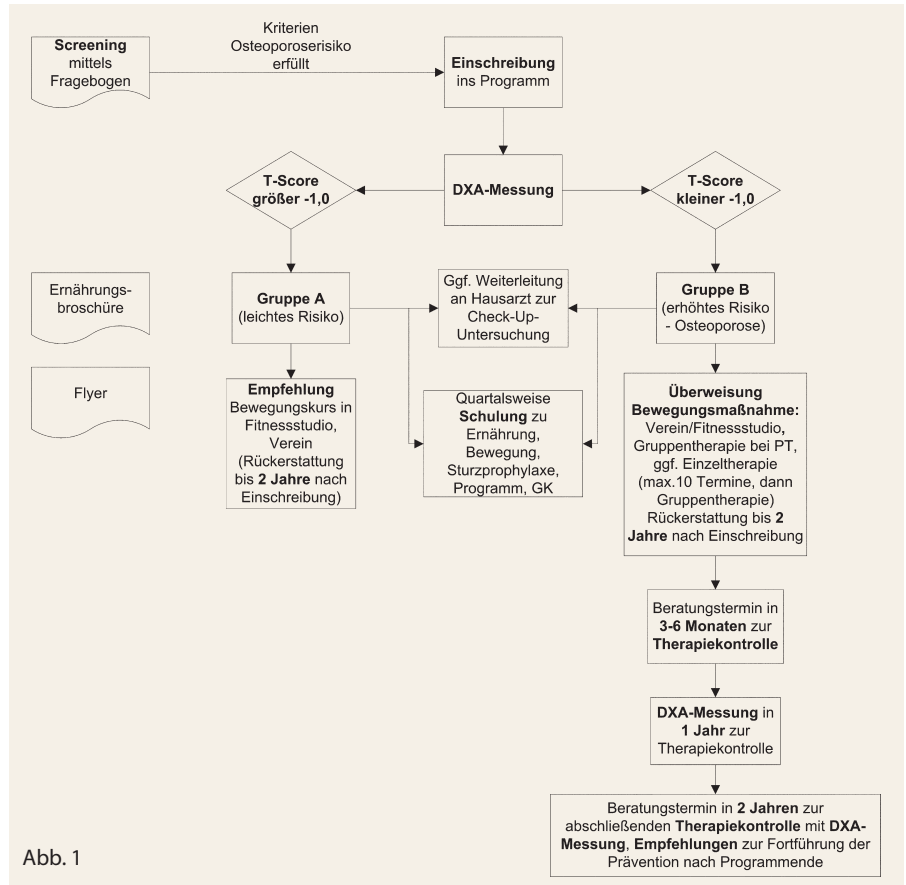 Screening
mittels
Fragebogen
Kriterien
Osteoporoserisiko
erfüllt
Einschreibung
ins Programm
T-Score
größer -1,0
DXA-Messung
T-Score
kleiner -1,0
Ernährungs-
broschüre
Gruppe A
(leichtes Risiko)
Ggf. Weiterleitung
an Hausarzt zur
Check-Up-
Untersuchung
Gruppe B
(erhöhtes Risiko
- Osteoporose)
Flyer
Empfehlung
Bewegungskurs in
Fitnessstudio,
Verein
(Rückerstattung
bis 2 Jahre nach
Einschreibung)
Quartalsweise
Schulung zu
Ernährung,
Bewegung,
Sturzprophylaxe,
Programm, GK
Überweisung
Bewegungsmaßnahme:
Verein/Fitnessstudio,
Gruppentherapie bei PT,
ggf. Einzeltherapie
(max.10 Termine, dann
Gruppentherapie)
Rückerstattung bis 2
Jahre nach Einschreibung
Beratungstermin in
3-6 Monaten zur
Therapiekontrolle
DXA-Messung in
1 Jahr zur
Therapiekontrolle
Beratungstermin in 2 Jahren zur
abschließenden Therapiekontrolle mit DXA-
Messung, Empfehlungen zur Fortführung der
Prävention nach Programmende
Abb. 1